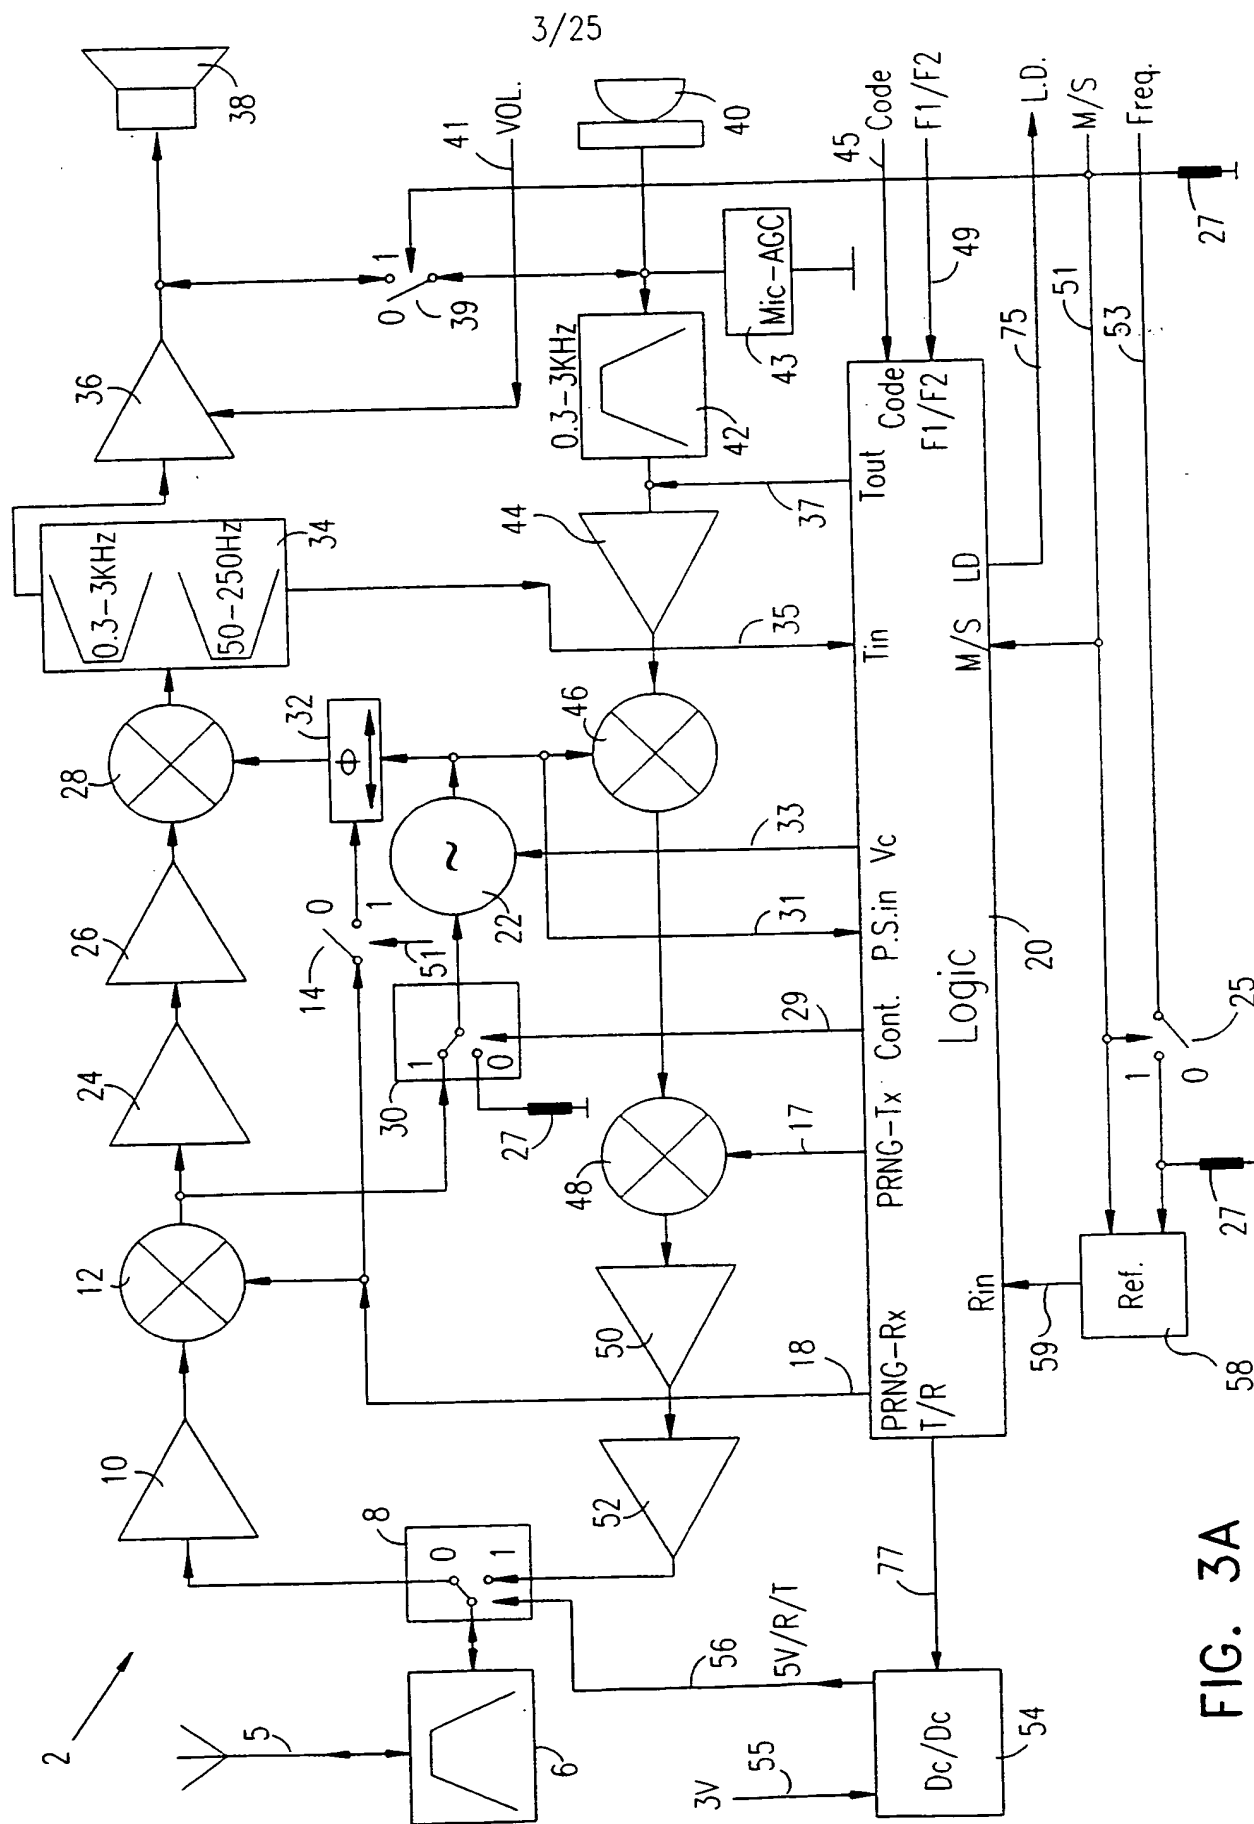 3/25
2
5
6
8
0
1
10
12
24
26
28
0.3-3KHz
50-250Hz
34
36
38
14
0
1
51
32
ϕ
30
1
0
27
22
~
0
1
39
41
VOL.
40
52
50
48
46
44
0.3-3KHz
42
Mic-AGC
43
18
17
29
31
33
35
37
45
Code
F1/F2
49
PRNG-Rx
T/R
PRNG-Tx
Cont.
P.S.in
Vc
Tin
Tout
Code
F1/F2
Logic
20
Rin
M/S
LD
75
L.D.
51
M/S
53
Freq.
27
3V
55
Dc/Dc
54
56
5V/R/T
77
59
Ref.
58
27
1
0
25
FIG. 3A